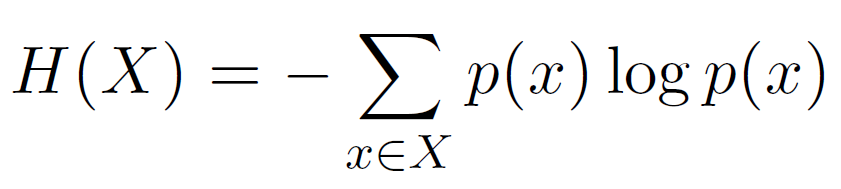 H(X) = − ∑ p(x) log p(x)
x∈X